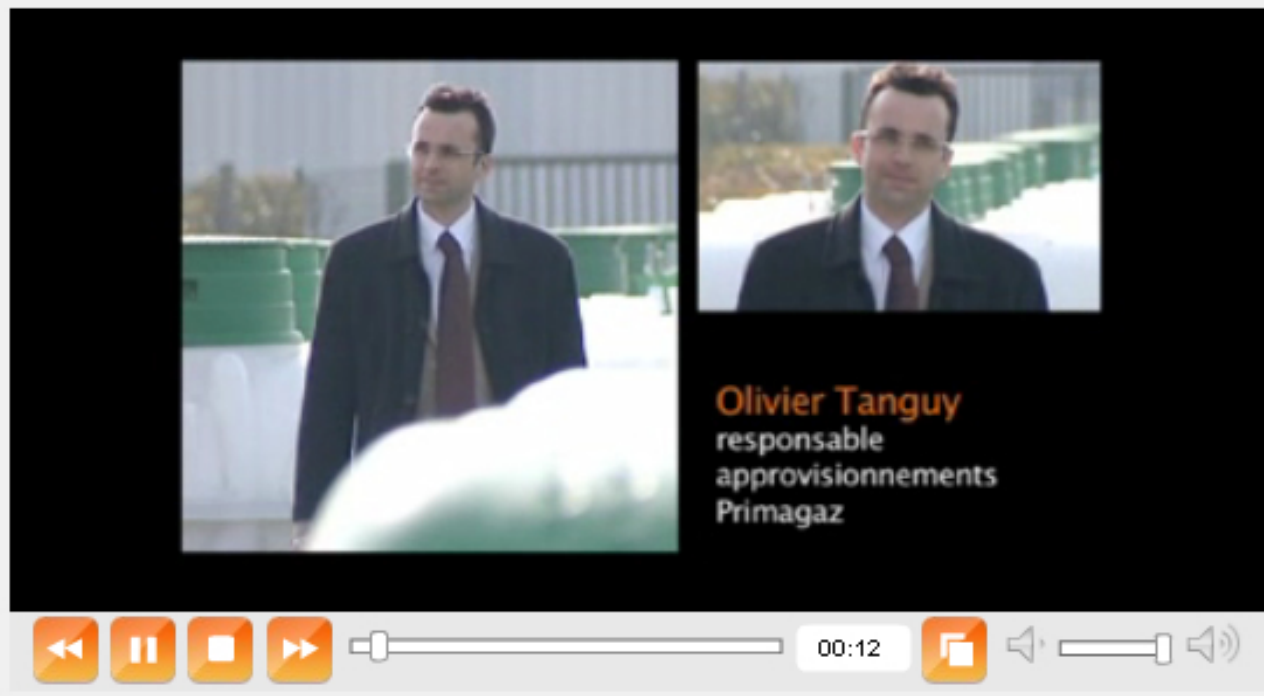 Olivier Tanguy
responsable
approvisionnements
Primagaz
00:12